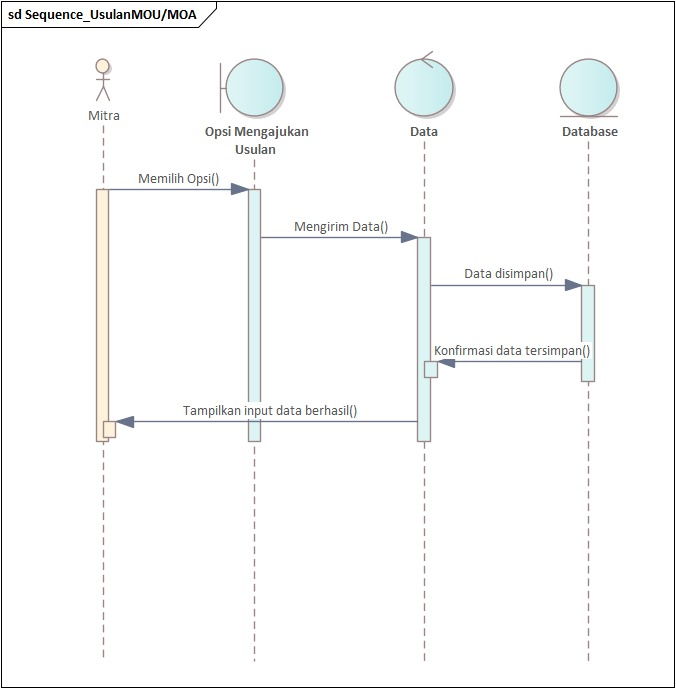 sd Sequence_UsulanMOU/MOA
Mitra
Opsi Mengajukan
Usulan
Data
Database
Memilih Opsi()
Mengirim Data()
Data disimpan()
Konfirmasi data tersimpan()
Tampilkan input data berhasil()